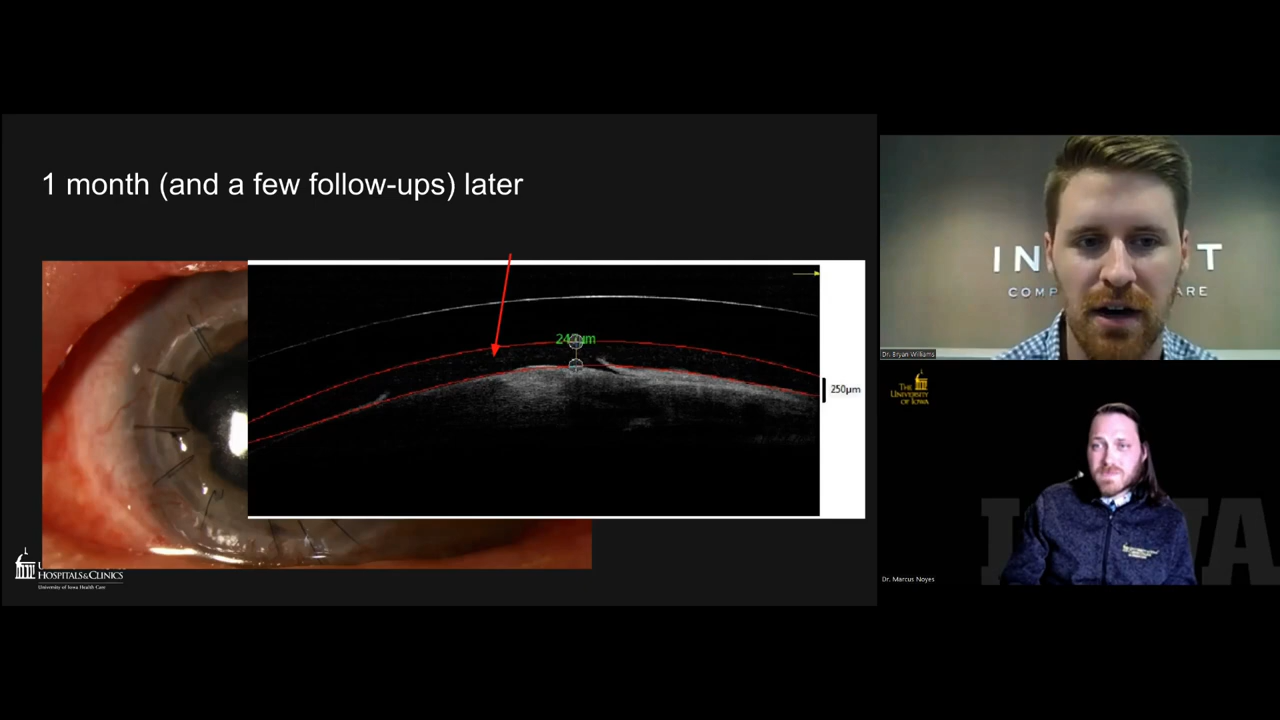 1 month (and a few follow-ups) later
250µm
HOSPITALS & CLINICS
University of Iowa Health Care
Dr. Bryan Williams
THE
UNIVERSITY
OF IOWA
Dr. Marcus Noyes